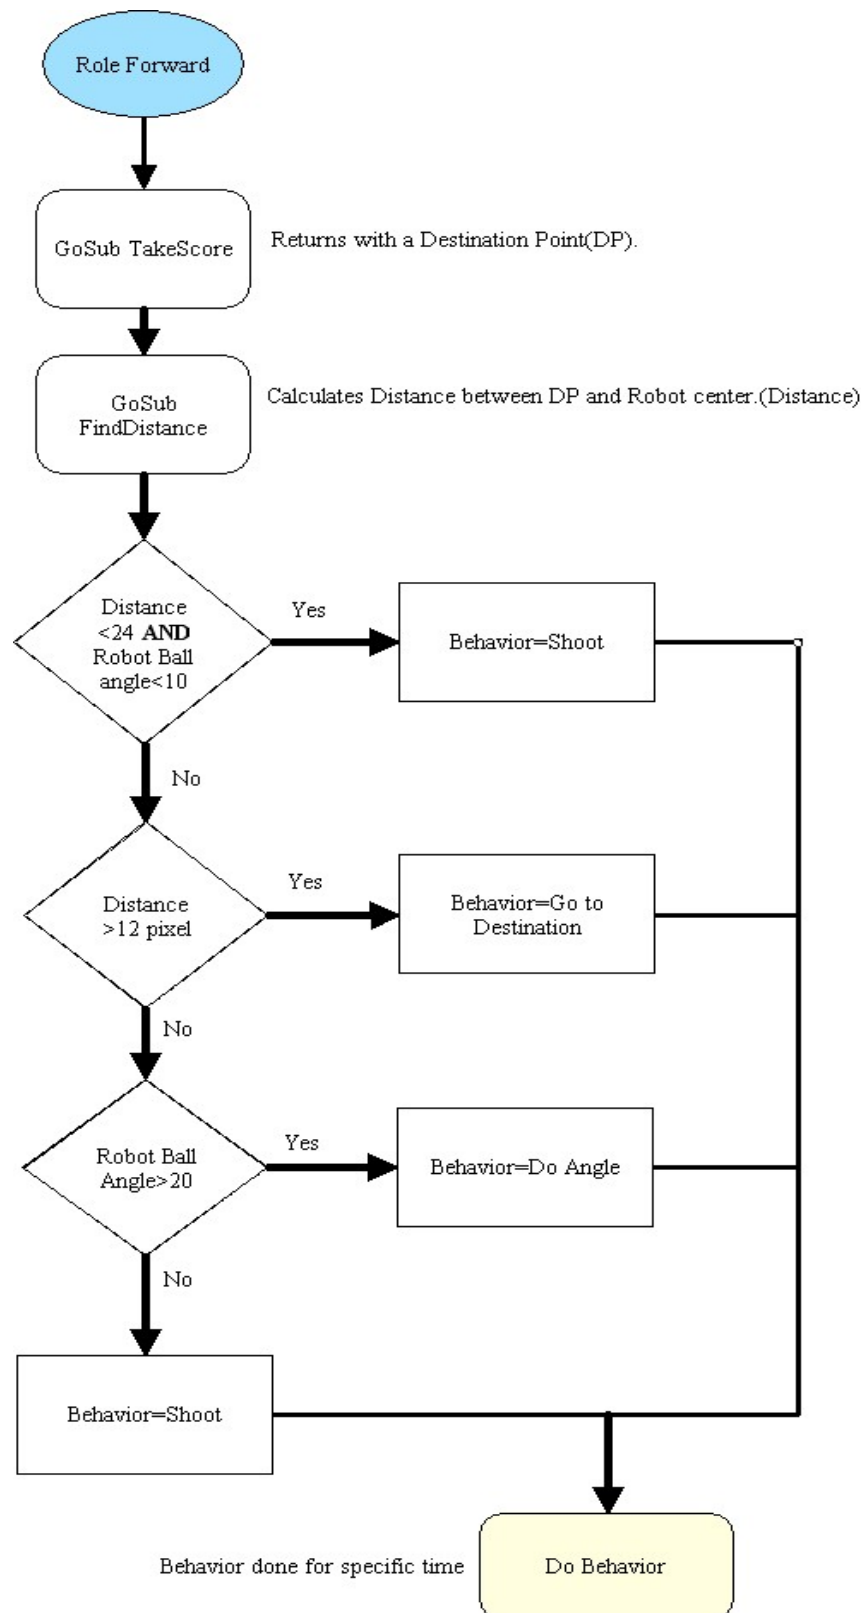 Role Forward
GoSub TakeScore
Returns with a Destination Point(DP).
GoSub
FindDistance
Calculates Distance between DP and Robot center.(Distance)
Distance
<24 AND
Robot Ball
angle<10
Yes
Behavior=Shoot
No
Distance
>12 pixel
Yes
Behavior=Go to
Destination
No
Robot Ball
Angle>20
Yes
Behavior=Do Angle
No
Behavior=Shoot
Behavior done for specific time
Do Behavior